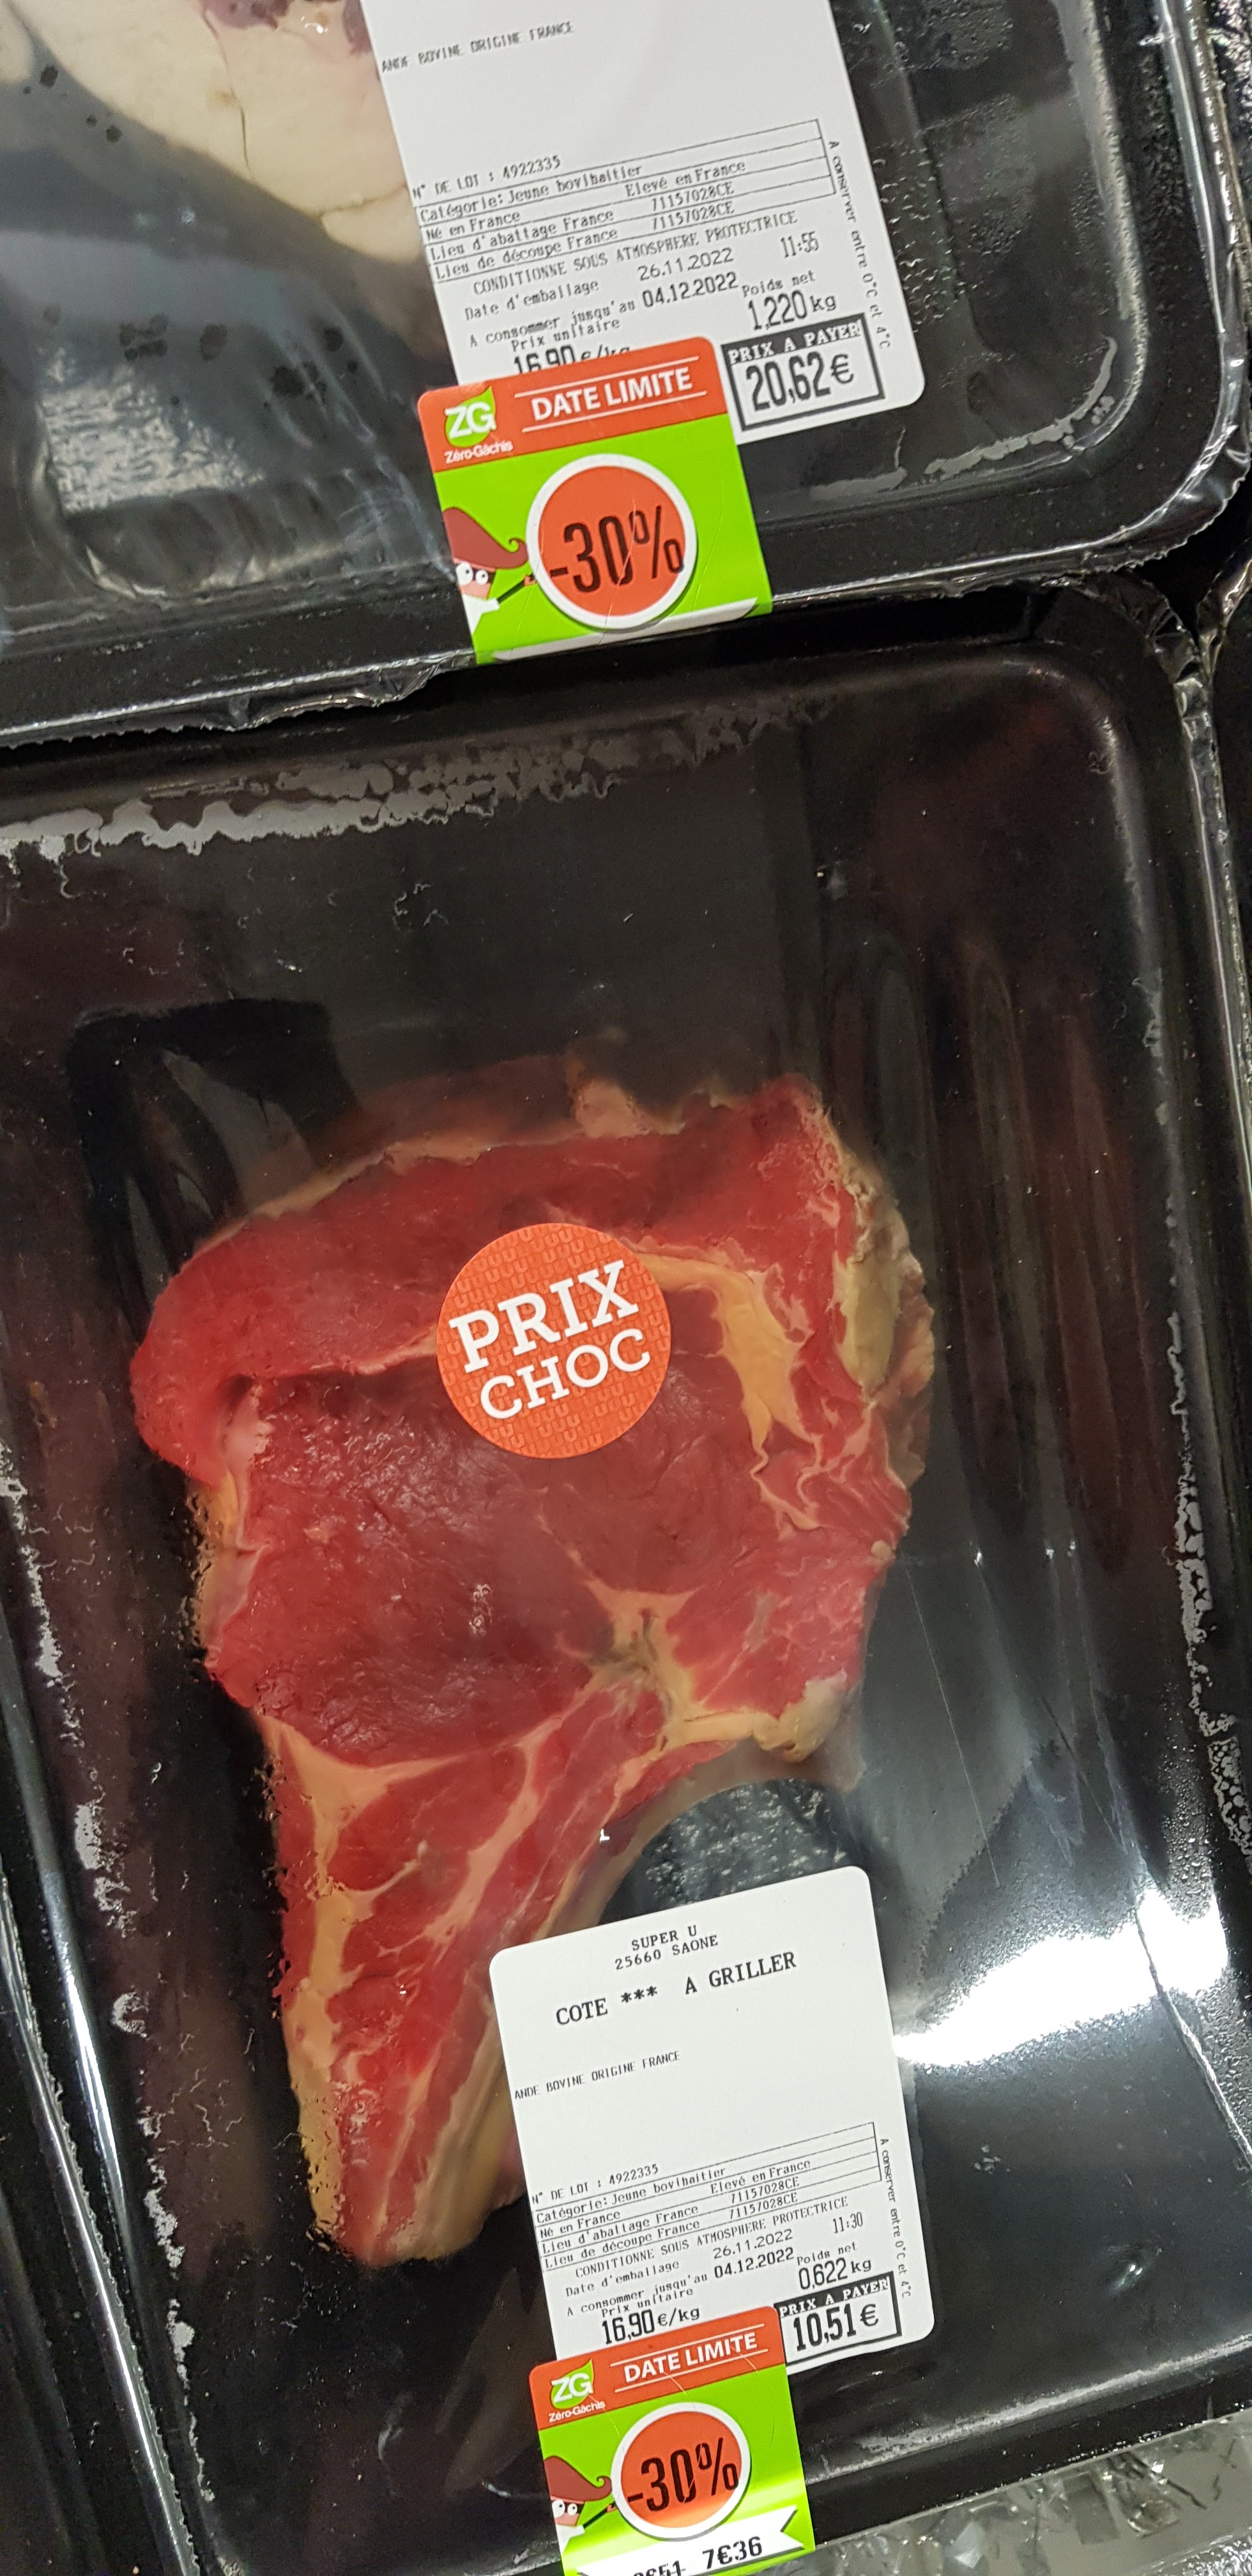 ANDE BOVINE ORIGINE FRANCE
N° DE LOT : 4922335
Catégorie: Jeune bovihaitier
Né en France Elevé en France
Lieu d'abattage France 71157028CE
Lieu de découpe France 71157028CE
CONDITIONNE SOUS ATMOSPHERE PROTECTRICE
Date d'emballage 26.11.2022 11:55
A consommer jusqu'au 04.12.2022 Poids net
Prix unitaire 1,220 kg
16,90 €/kg PRIX A PAYER
20,62 €
A conserver entre 0°C et 4°C
ZG DATE LIMITE
Zéro-Gâchis
-30%
PRIX
CHOC
SUPER U
25660 SAONE
COTE *** A GRILLER
ANDE BOVINE ORIGINE FRANCE
N° DE LOT : 4922335
Catégorie: Jeune bovihaitier
Né en France Elevé en France
Lieu d'abattage France 71157028CE
Lieu de découpe France 71157028CE
CONDITIONNE SOUS ATMOSPHERE PROTECTRICE
Date d'emballage 26.11.2022 11:30
A consommer jusqu'au 04.12.2022 Poids net
Prix unitaire 0,622 kg
16,90 €/kg PRIX A PAYER
10,51 €
A conserver entre 0°C et 4°C
ZG DATE LIMITE
Zéro-Gâchis
-30%
7€36